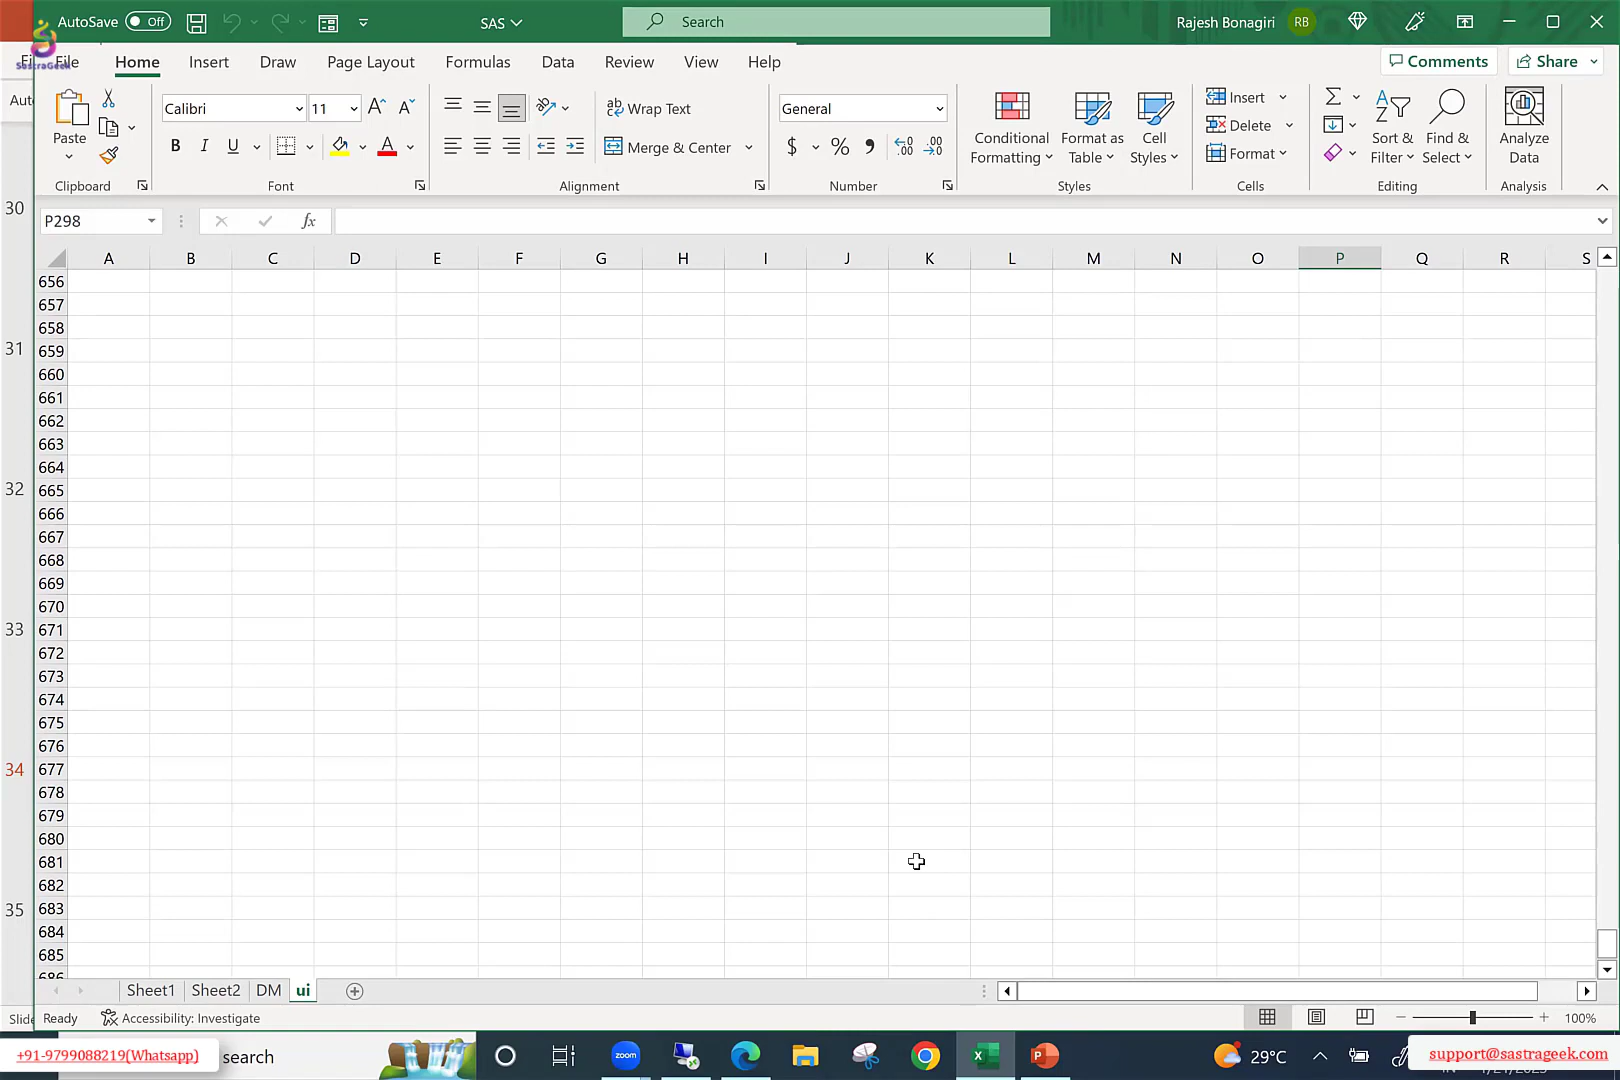 AutoSave Off SAS Search Rajesh Bonagiri RB
SastraGeek
File Home Insert Draw Page Layout Formulas Data Review View Help Comments Share
Paste
Clipboard
Calibri 11
B I U A
Font
ab Wrap Text
Merge & Center
Alignment
General
$ % 9
Number
Conditional Formatting
Format as Table
Cell Styles
Styles
Insert
Delete
Format
Cells
Sort & Filter
Find & Select
Editing
Analyze Data
Analysis
P298 fx
A B C D E F G H I J K L M N O P Q R S
30
31
32
33
34
35
656
657
658
659
660
661
662
663
664
665
666
667
668
669
670
671
672
673
674
675
676
677
678
679
680
681
682
683
684
685
686
Sheet1 Sheet2 DM ui
Slide Ready Accessibility: Investigate 100%
+91-9799088219(Whatsapp) search zoom 29°C support@sastrageek.com